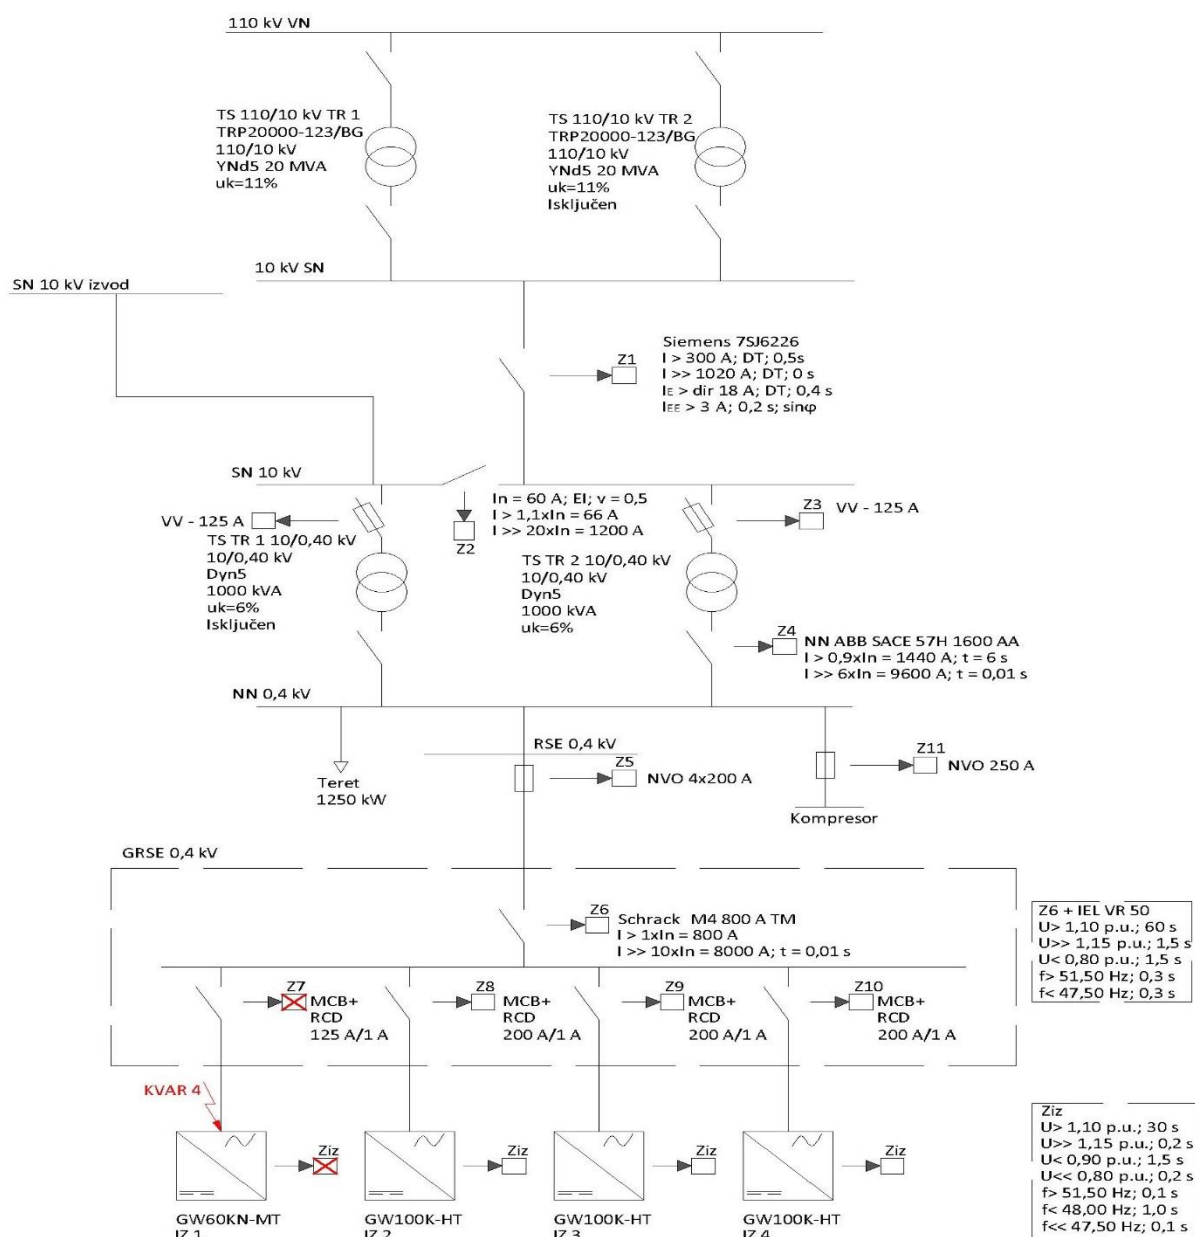 110 kV VN
TS 110/10 kV TR 1
TRP20000-123/BG
110/10 kV
YNd5 20 MVA
uk=11%
TS 110/10 kV TR 2
TRP20000-123/BG
110/10 kV
YNd5 20 MVA
uk=11%
Isključen
10 kV SN
SN 10 kV izvod
Z1
Siemens 7SJ6226
I > 300 A; DT; 0,5s
I >> 1020 A; DT; 0 s
IE > dir 18 A; DT; 0,4 s
IEE > 3 A; 0,2 s; sinφ
SN 10 kV
VV - 125 A
TS TR 1 10/0,40 kV
10/0,40 kV
Dyn5
1000 kVA
uk=6%
Isključen
Z2
In = 60 A; EI; v = 0,5
I > 1,1xIn = 66 A
I >> 20xIn = 1200 A
Z3
VV - 125 A
TS TR 2 10/0,40 kV
10/0,40 kV
Dyn5
1000 kVA
uk=6%
Z4
NN ABB SACE 57H 1600 AA
I > 0,9xIn = 1440 A; t = 6 s
I >> 6xIn = 9600 A; t = 0,01 s
NN 0,4 kV
RSE 0,4 kV
Teret
1250 kW
Z5
NVO 4x200 A
Z11
NVO 250 A
Kompresor
GRSE 0,4 kV
Z6
Schrack M4 800 A TM
I > 1xIn = 800 A
I >> 10xIn = 8000 A; t = 0,01 s
Z6 + IEL VR 50
U> 1,10 p.u.; 60 s
U>> 1,15 p.u.; 1,5 s
U< 0,80 p.u.; 1,5 s
f> 51,50 Hz; 0,3 s
f< 47,50 Hz; 0,3 s
Z7
MCB+
RCD
125 A/1 A
Z8
MCB+
RCD
200 A/1 A
Z9
MCB+
RCD
200 A/1 A
Z10
MCB+
RCD
200 A/1 A
KVAR 4
Ziz
Ziz
Ziz
Ziz
GW60KN-MT
IZ 1
GW100K-HT
IZ 2
GW100K-HT
IZ 3
GW100K-HT
IZ 4
Ziz
U> 1,10 p.u.; 30 s
U>> 1,15 p.u.; 0,2 s
U< 0,90 p.u.; 1,5 s
U<< 0,80 p.u.; 0,2 s
f> 51,50 Hz; 0,1 s
f< 48,00 Hz; 1,0 s
f<< 47,50 Hz; 0,1 s